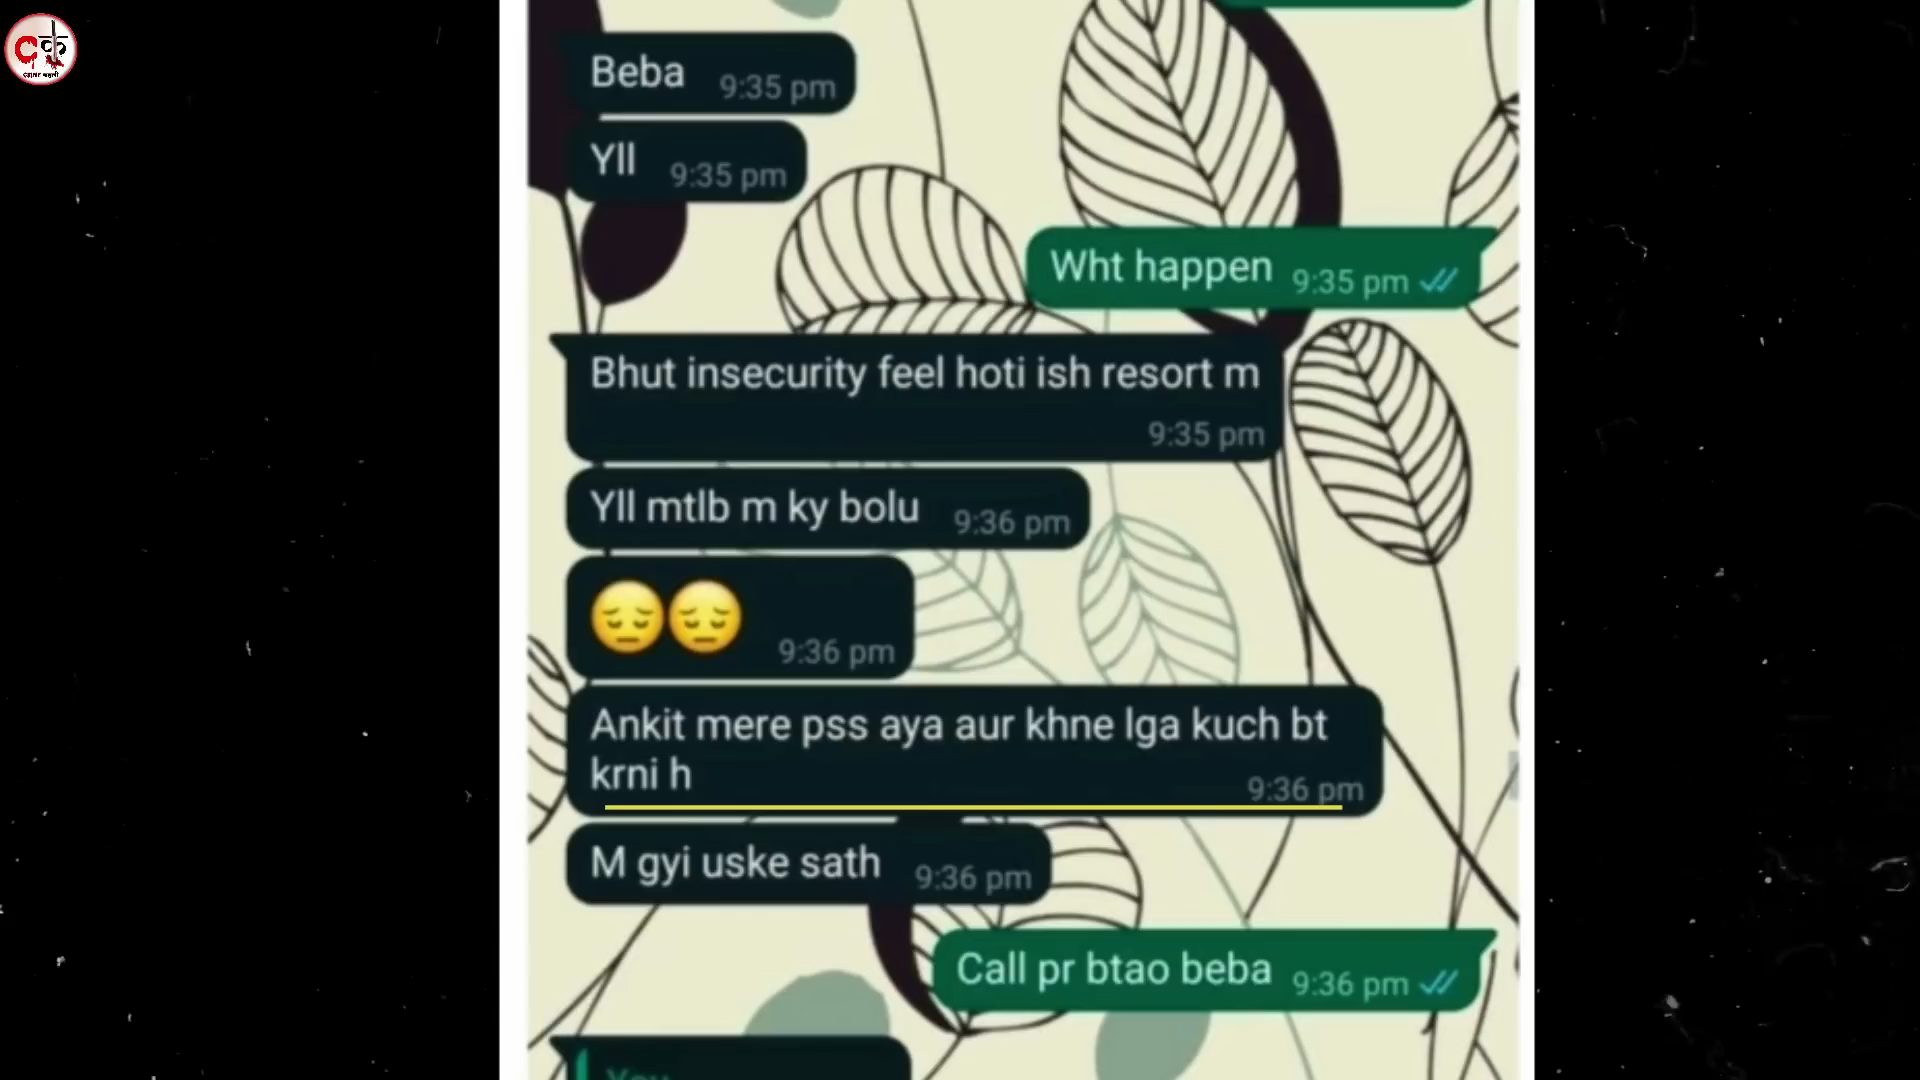 Beba 9:35 pm
Yll 9:35 pm
Wht happen 9:35 pm
Bhut insecurity feel hoti ish resort m
9:35 pm
Yll mtlb m ky bolu 9:36 pm
9:36 pm
Ankit mere pss aya aur khne lga kuch bt
krni h 9:36 pm
M gyi uske sath 9:36 pm
Call pr btao beba 9:36 pm
You